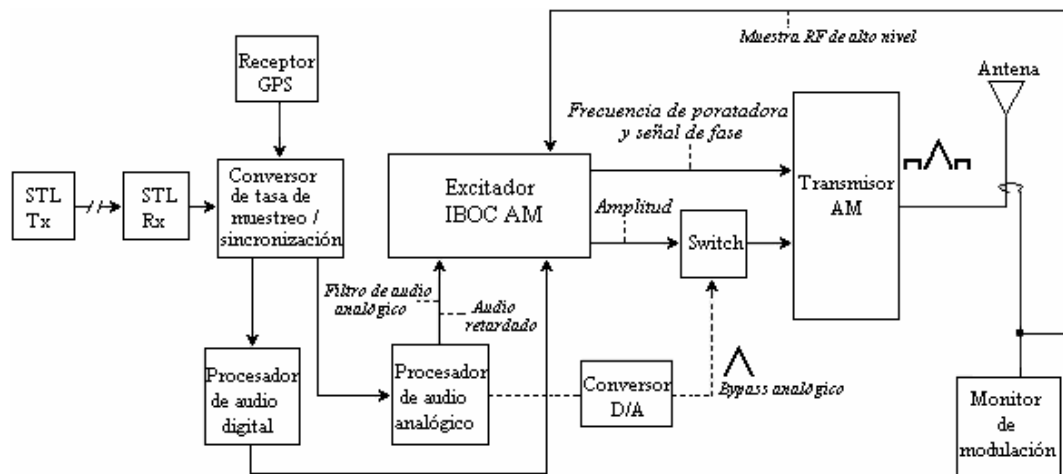 Muestra RF de alto nivel
Receptor
GPS
Antena
Frecuencia de poratadora
y señal de fase
STL
Tx
STL
Rx
Conversor
de tasa de
muestreo /
sincronización
Excitador
IBOC AM
Transmisor
AM
Amplitud
Switch
Filtro de audio
analógico
Audio
retardado
Procesador
de audio
digital
Procesador
de audio
analógico
Conversor
D/A
Bypass analógico
Monitor
de
modulación